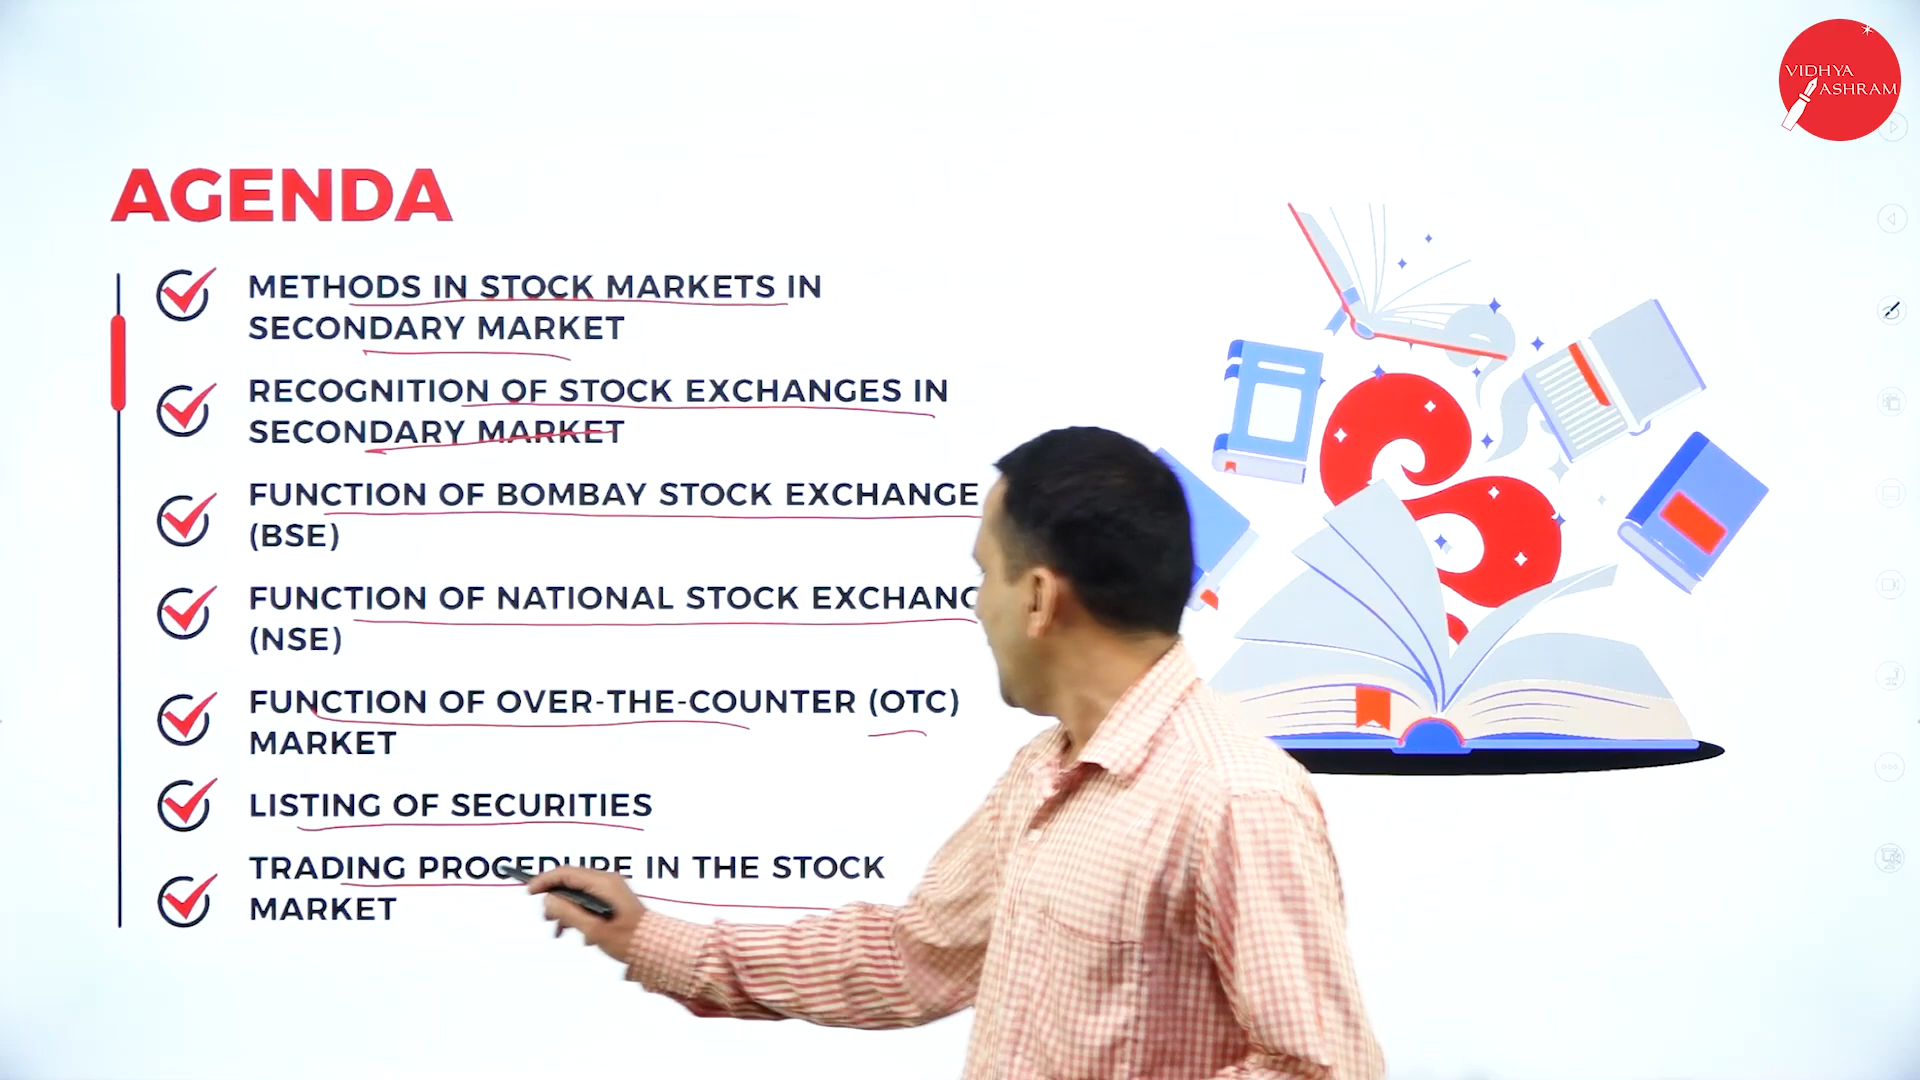 VIDHYA
ASHRAM
AGENDA
METHODS IN STOCK MARKETS IN
SECONDARY MARKET
RECOGNITION OF STOCK EXCHANGES IN
SECONDARY MARKET
FUNCTION OF BOMBAY STOCK EXCHANGE
(BSE)
FUNCTION OF NATIONAL STOCK EXCHANG
(NSE)
FUNCTION OF OVER-THE-COUNTER (OTC)
MARKET
LISTING OF SECURITIES
TRADING PROCEDURE IN THE STOCK
MARKET